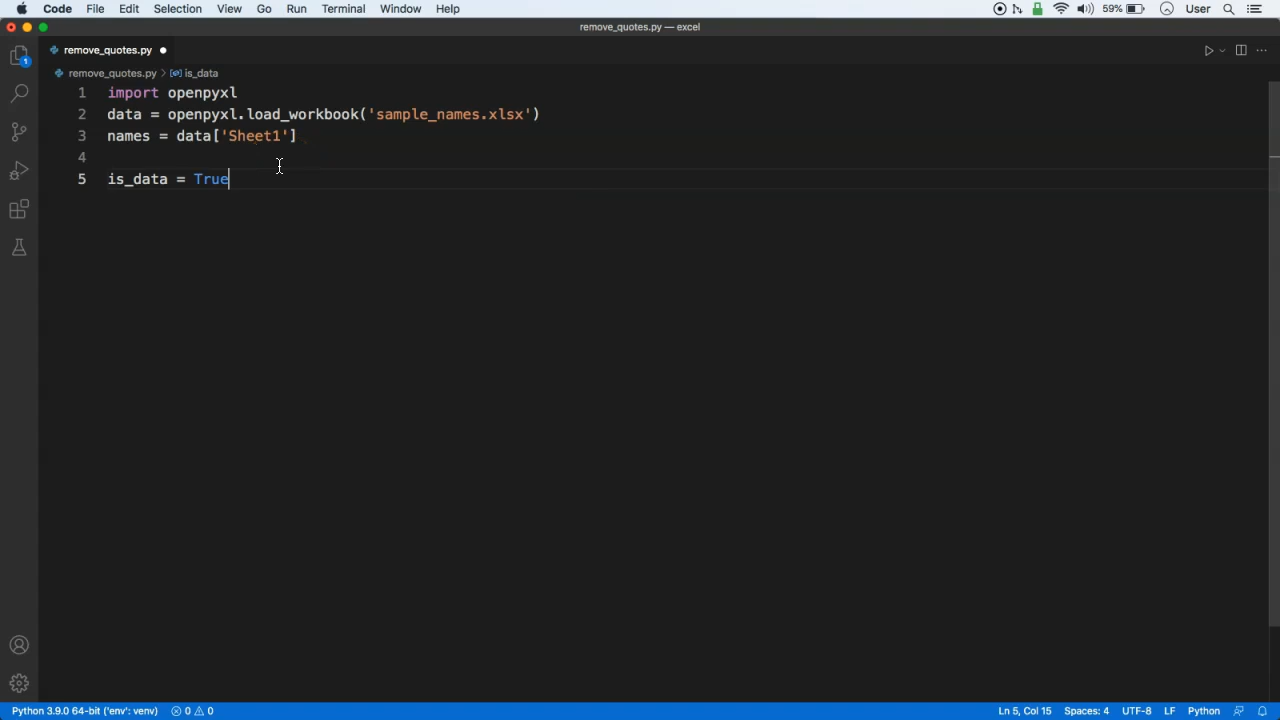 Code File Edit Selection View Go Run Terminal Window Help 59% User
remove_quotes.py — excel
1
remove_quotes.py
remove_quotes.py is_data
1 import openpyxl
2 data = openpyxl.load_workbook('sample_names.xlsx')
3 names = data['Sheet1']
4
5 is_data = True
Python 3.9.0 64-bit ('env': venv) 0 0 Ln 5, Col 15 Spaces: 4 UTF-8 LF Python